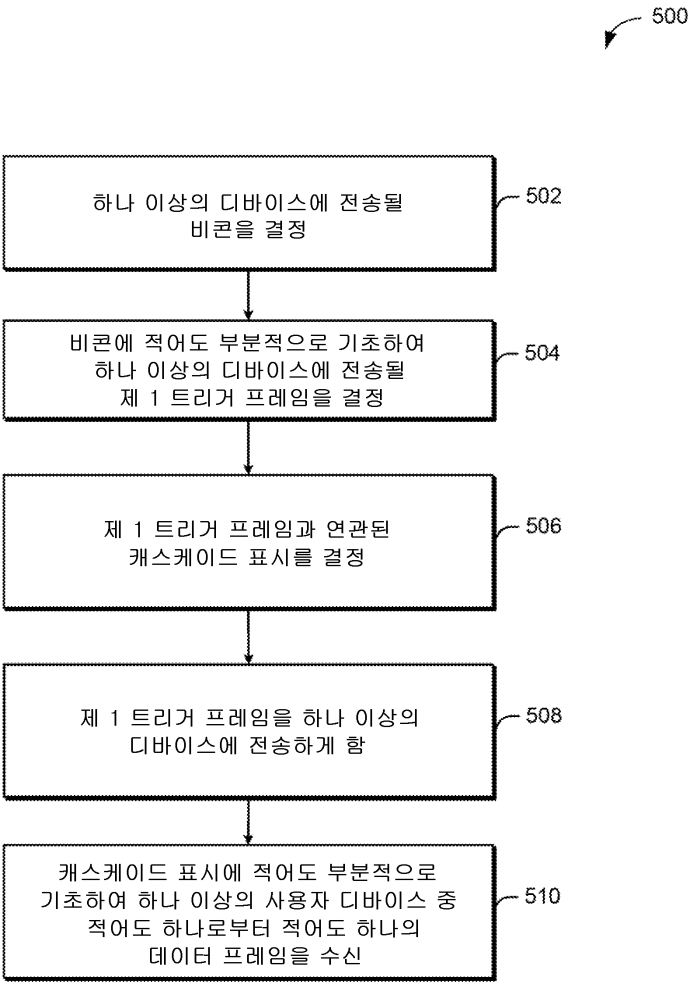 500
하나 이상의 디바이스에 전송될
비콘을 결정
502
비콘에 적어도 부분적으로 기초하여
하나 이상의 디바이스에 전송될
제 1 트리거 프레임을 결정
504
제 1 트리거 프레임과 연관된
캐스케이드 표시를 결정
506
제 1 트리거 프레임을 하나 이상의
디바이스에 전송하게 함
508
캐스케이드 표시에 적어도 부분적으로
기초하여 하나 이상의 사용자 디바이스 중
적어도 하나로부터 적어도 하나의
데이터 프레임을 수신
510